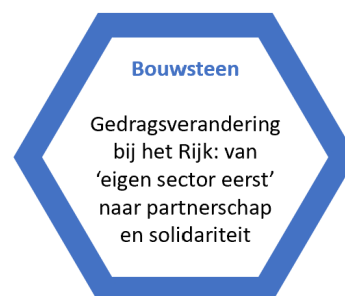 Bouwsteen
Gedragsverandering
bij het Rijk: van
‘eigen sector eerst’
naar partnerschap
en solidariteit